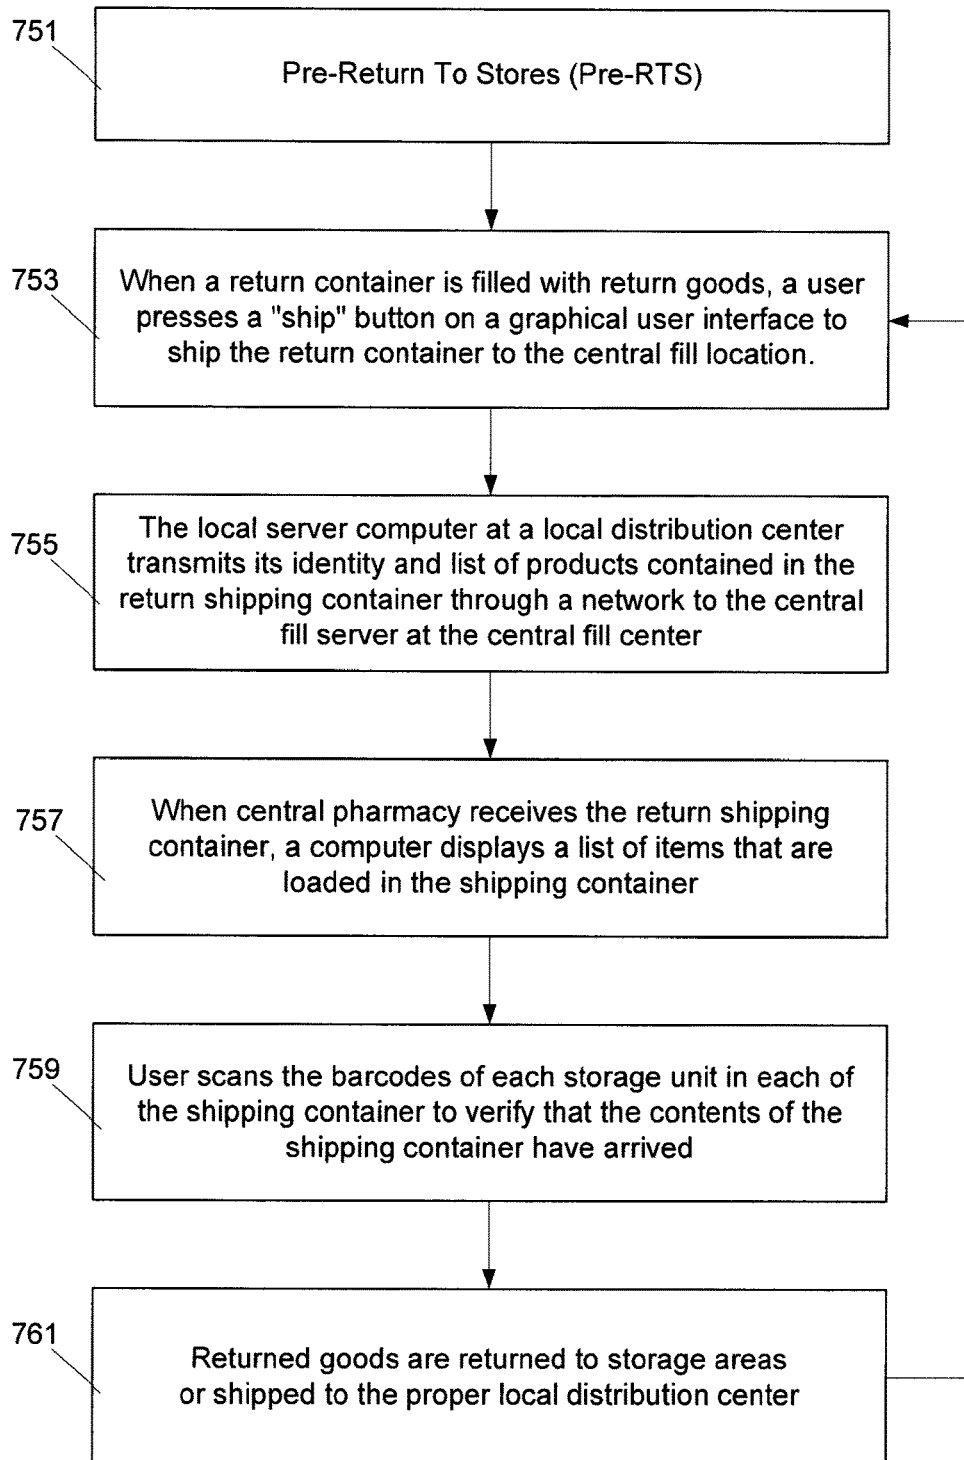 751
Pre-Return To Stores (Pre-RTS)
753
When a return container is filled with return goods, a user
presses a "ship" button on a graphical user interface to
ship the return container to the central fill location.
755
The local server computer at a local distribution center
transmits its identity and list of products contained in the
return shipping container through a network to the central
fill server at the central fill center
757
When central pharmacy receives the return shipping
container, a computer displays a list of items that are
loaded in the shipping container
759
User scans the barcodes of each storage unit in each of
the shipping container to verify that the contents of the
shipping container have arrived
761
Returned goods are returned to storage areas
or shipped to the proper local distribution center